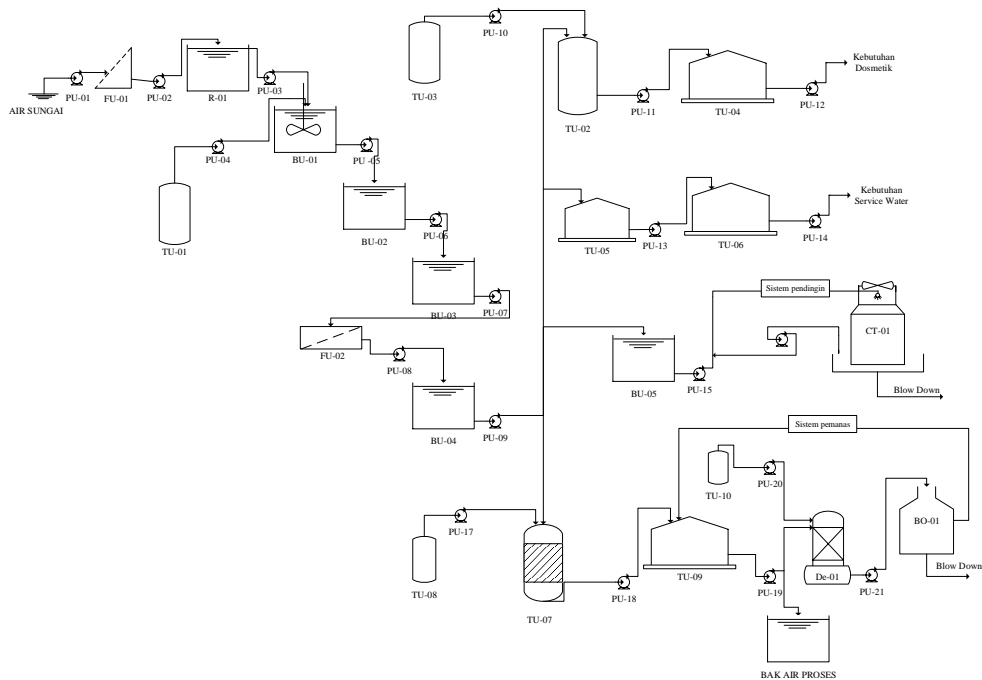 PU-10
TU-03
PU-01
FU-01
PU-02
R-01
PU-03
AIR SUNGAI
PU-04
BU-01
PU -05
TU-01
BU-02
PU-06
BU-03
PU-07
FU-02
PU-08
BU-04
PU-09
TU-02
PU-11
TU-04
PU-12
Kebutuhan
Dosmetik
TU-05
PU-13
TU-06
PU-14
Kebutuhan
Service Water
Sistem pendingin
CT-01
BU-05
PU-15
Blow Down
Sistem pemanas
TU-10
PU-20
BO-01
Blow Down
PU-17
TU-08
TU-07
PU-18
TU-09
PU-19
De-01
PU-21
BAK AIR PROSES